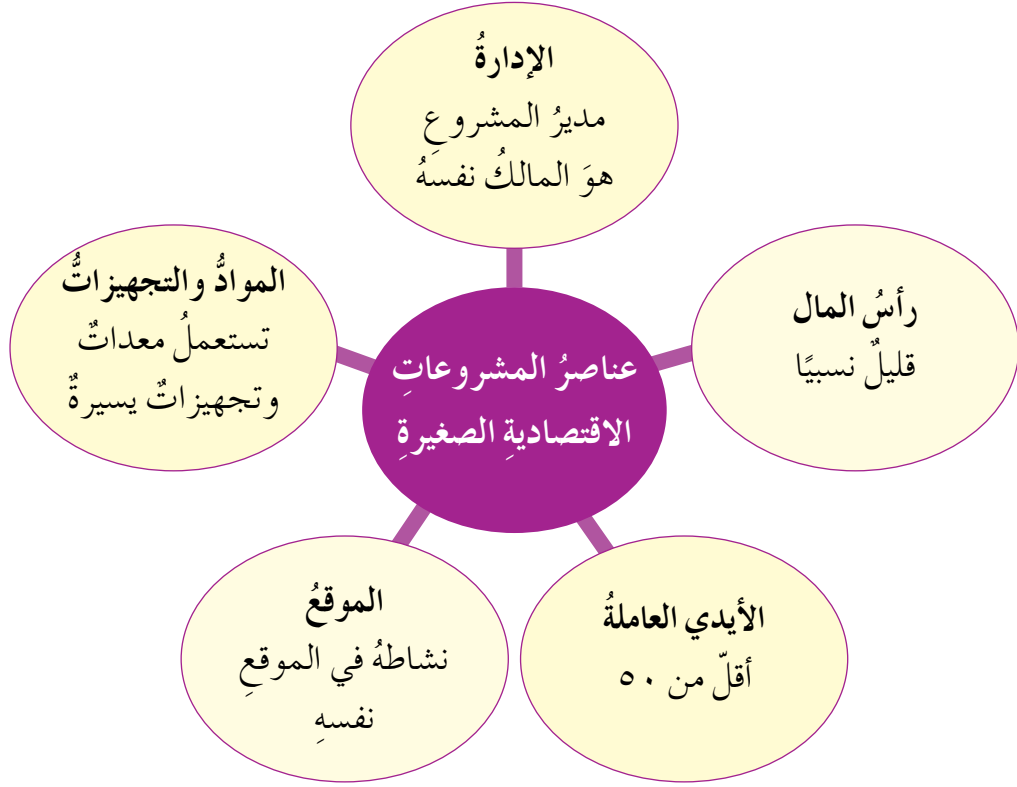 الإدارةُ
مديرُ المشروعِ
هوَ المالكُ نفسهُ
رأسُ المال
قليلٌ نسبيًا
الموادُّ والتجهيزاتُّ
تستعملُ معداتٌ
وتجهيزاتٌ يسيرةٌ
عناصرُ المشروعاتِ
الاقتصاديةِ الصغيرةِ
الأيدي العاملةُ
أقلّ من ٥٠
الموقعُ
نشاطهُ في الموقعِ
نفسهِ